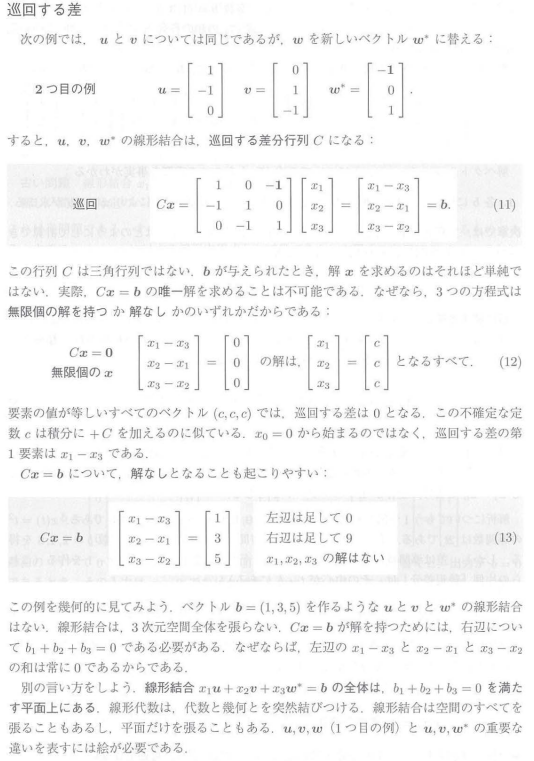 巡回する差
次の例では，u と v については同じであるが，w を新しいベクトル w* に替える：
2 つ目の例 u = [1 −1 0] v = [0 1 −1] w* = [−1 0 1].
すると，u，v，w* の線形結合は，巡回する差分行列 C になる：
巡回 Cx = [1 0 −1; −1 1 0; 0 −1 1] [x₁ x₂ x₃] = [x₁ − x₃; x₂ − x₁; x₃ − x₂] = b. (11)
この行列 C は三角行列ではない．b が与えられたとき，解 x を求めるのはそれほど単純で
はない．実際，Cx = b の唯一解を求めることは不可能である．なぜなら，3 つの方程式は
無限個の解を持つ か 解なし かのいずれかだからである：
Cx = 0 無限個の x [x₁ − x₃; x₂ − x₁; x₃ − x₂] = [0 0 0] の解は，[x₁ x₂ x₃] = [c c c] となるすべて． (12)
要素の値が等しいすべてのベクトル (c, c, c) では，巡回する差は 0 となる．この不確定な定
数 c は積分に +C を加えるのに似ている．x₀ = 0 から始まるのではなく，巡回する差の第
1 要素は x₁ − x₃ である．
Cx = b について，解なしとなることも起こりやすい：
Cx = b [x₁ − x₃; x₂ − x₁; x₃ − x₂] = [1 3 5] (13)
左辺は足して 0
右辺は足して 9
x₁, x₂, x₃ の解はない
この例を幾何的に見てみよう．ベクトル b = (1, 3, 5) を作るような u と v と w* の線形結合
はない．線形結合は，3 次元空間全体を張らない．Cx = b が解を持つためには，右辺につい
て b₁ + b₂ + b₃ = 0 である必要がある．なぜならば，左辺の x₁ − x₃ と x₂ − x₁ と x₃ − x₂
の和は常に 0 であるからである．
別の言い方をしよう．線形結合 x₁u + x₂v + x₃w* = b の全体は，b₁ + b₂ + b₃ = 0 を満た
す平面上にある．線形代数は，代数と幾何とを突然結びつける．線形結合は空間のすべてを
張ることもあるし，平面だけを張ることもある．u, v, w（1 つ目の例）と u, v, w* の重要な
違いを表すには絵が必要である．